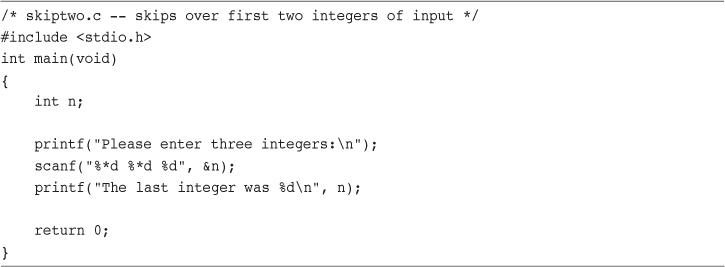 /* skiptwo.c -- skips over first two integers of input */
#include <stdio.h>
int main(void)
{
    int n;

    printf("Please enter three integers:\n");
    scanf("%*d %*d %d", &n);
    printf("The last integer was %d\n", n);

    return 0;
}